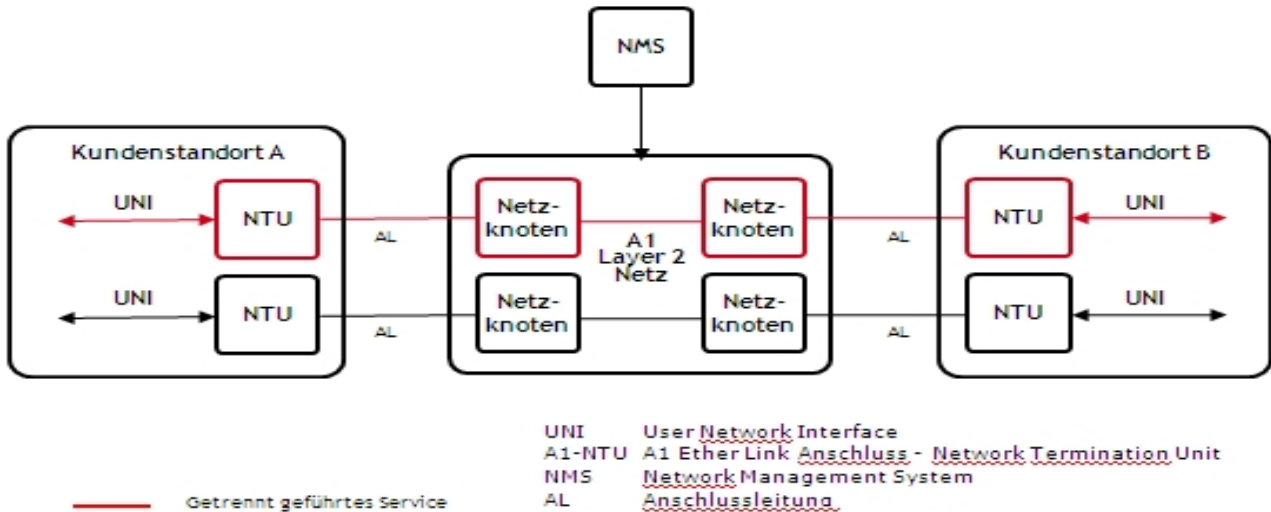 NMS
Kundenstandort A
Kundenstandort B
UNI
NTU
AL
Netz-
knoten
A1
Layer 2
Netz
Netz-
knoten
AL
NTU
UNI
UNI
NTU
AL
Netz-
knoten
Netz-
knoten
AL
NTU
UNI
UNI User Network Interface
A1-NTU A1 Ether Link Anschluss - Network Termination Unit
NMS Network Management System
AL Anschlussleitung
Getrennt geführtes Service